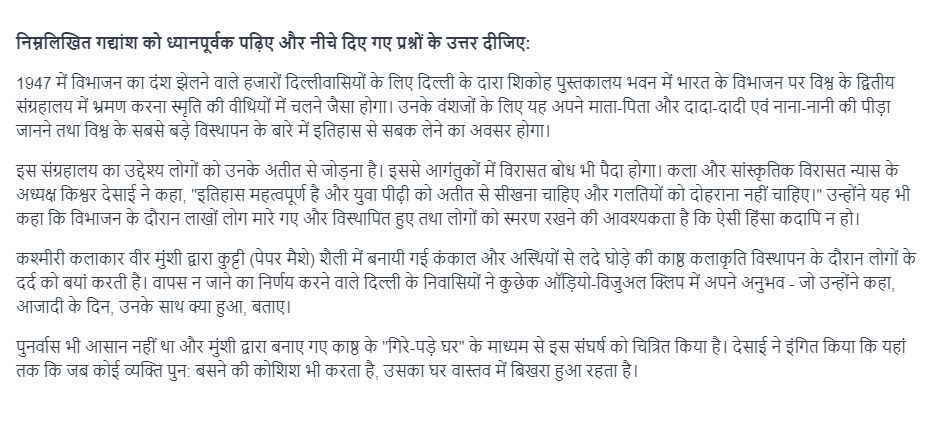 निम्नलिखित गद्यांश को ध्यानपूर्वक पढ़िए और नीचे दिए गए प्रश्नों के उत्तर दीजिए:
1947 में विभाजन का दंश झेलने वाले हजारों दिल्लीवासियों के लिए दिल्ली के दारा शिकोह पुस्तकालय भवन में भारत के विभाजन पर विश्व के द्वितीय
संग्रहालय में भ्रमण करना स्मृति की वीथियों में चलने जैसा होगा। उनके वंशजों के लिए यह अपने माता-पिता और दादा-दादी एवं नाना-नानी की पीड़ा
जानने तथा विश्व के सबसे बड़े विस्थापन के बारे में इतिहास से सबक लेने का अवसर होगा।
इस संग्रहालय का उद्देश्य लोगों को उनके अतीत से जोड़ना है। इससे आगंतुकों में विरासत बोध भी पैदा होगा। कला और सांस्कृतिक विरासत न्यास के
अध्यक्ष किश्वर देसाई ने कहा, "इतिहास महत्वपूर्ण है और युवा पीढ़ी को अतीत से सीखना चाहिए और गलतियों को दोहराना नहीं चाहिए।" उन्होंने यह भी
कहा कि विभाजन के दौरान लाखों लोग मारे गए और विस्थापित हुए तथा लोगों को स्मरण रखने की आवश्यकता है कि ऐसी हिंसा कदापि न हो।
कश्मीरी कलाकार वीर मुंशी द्वारा कुट्टी (पेपर मैशे) शैली में बनायी गई कंकाल और अस्थियों से लदे घोड़े की काष्ठ कलाकृति विस्थापन के दौरान लोगों के
दर्द को बयां करती है। वापस न जाने का निर्णय करने वाले दिल्ली के निवासियों ने कुछेक ऑड़ियो-विजुअल क्लिप में अपने अनुभव - जो उन्होंने कहा,
आजादी के दिन, उनके साथ क्या हुआ, बताए।
पुनर्वास भी आसान नहीं था और मुंशी द्वारा बनाए गए काष्ठ के "गिरे-पड़े घर" के माध्यम से इस संघर्ष को चित्रित किया है। देसाई ने इंगित किया कि यहां
तक कि जब कोई व्यक्ति पुन: बसने की कोशिश भी करता है, उसका घर वास्तव में बिखरा हुआ रहता है।